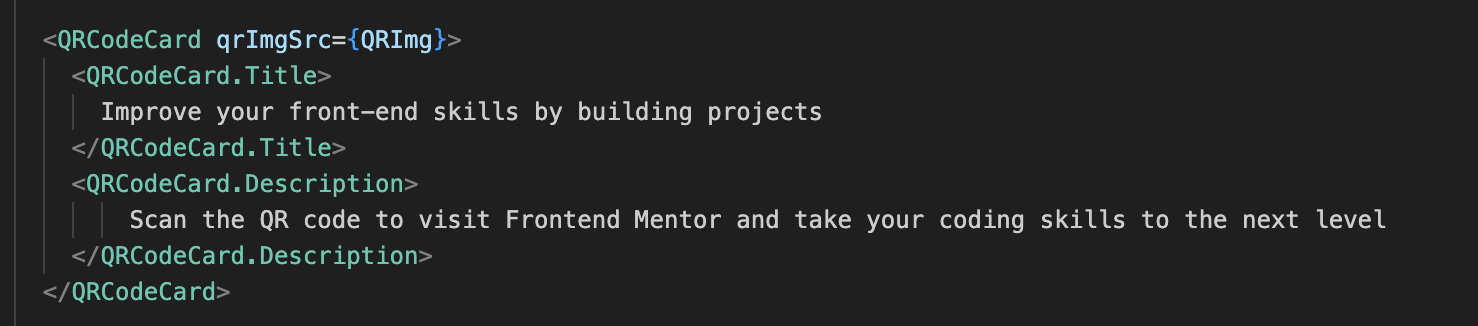 <QRCodeCard qrImgSrc={QRImg}>
<QRCodeCard.Title>
Improve your front-end skills by building projects
</QRCodeCard.Title>
<QRCodeCard.Description>
Scan the QR code to visit Frontend Mentor and take your coding skills to the next level
</QRCodeCard.Description>
</QRCodeCard>